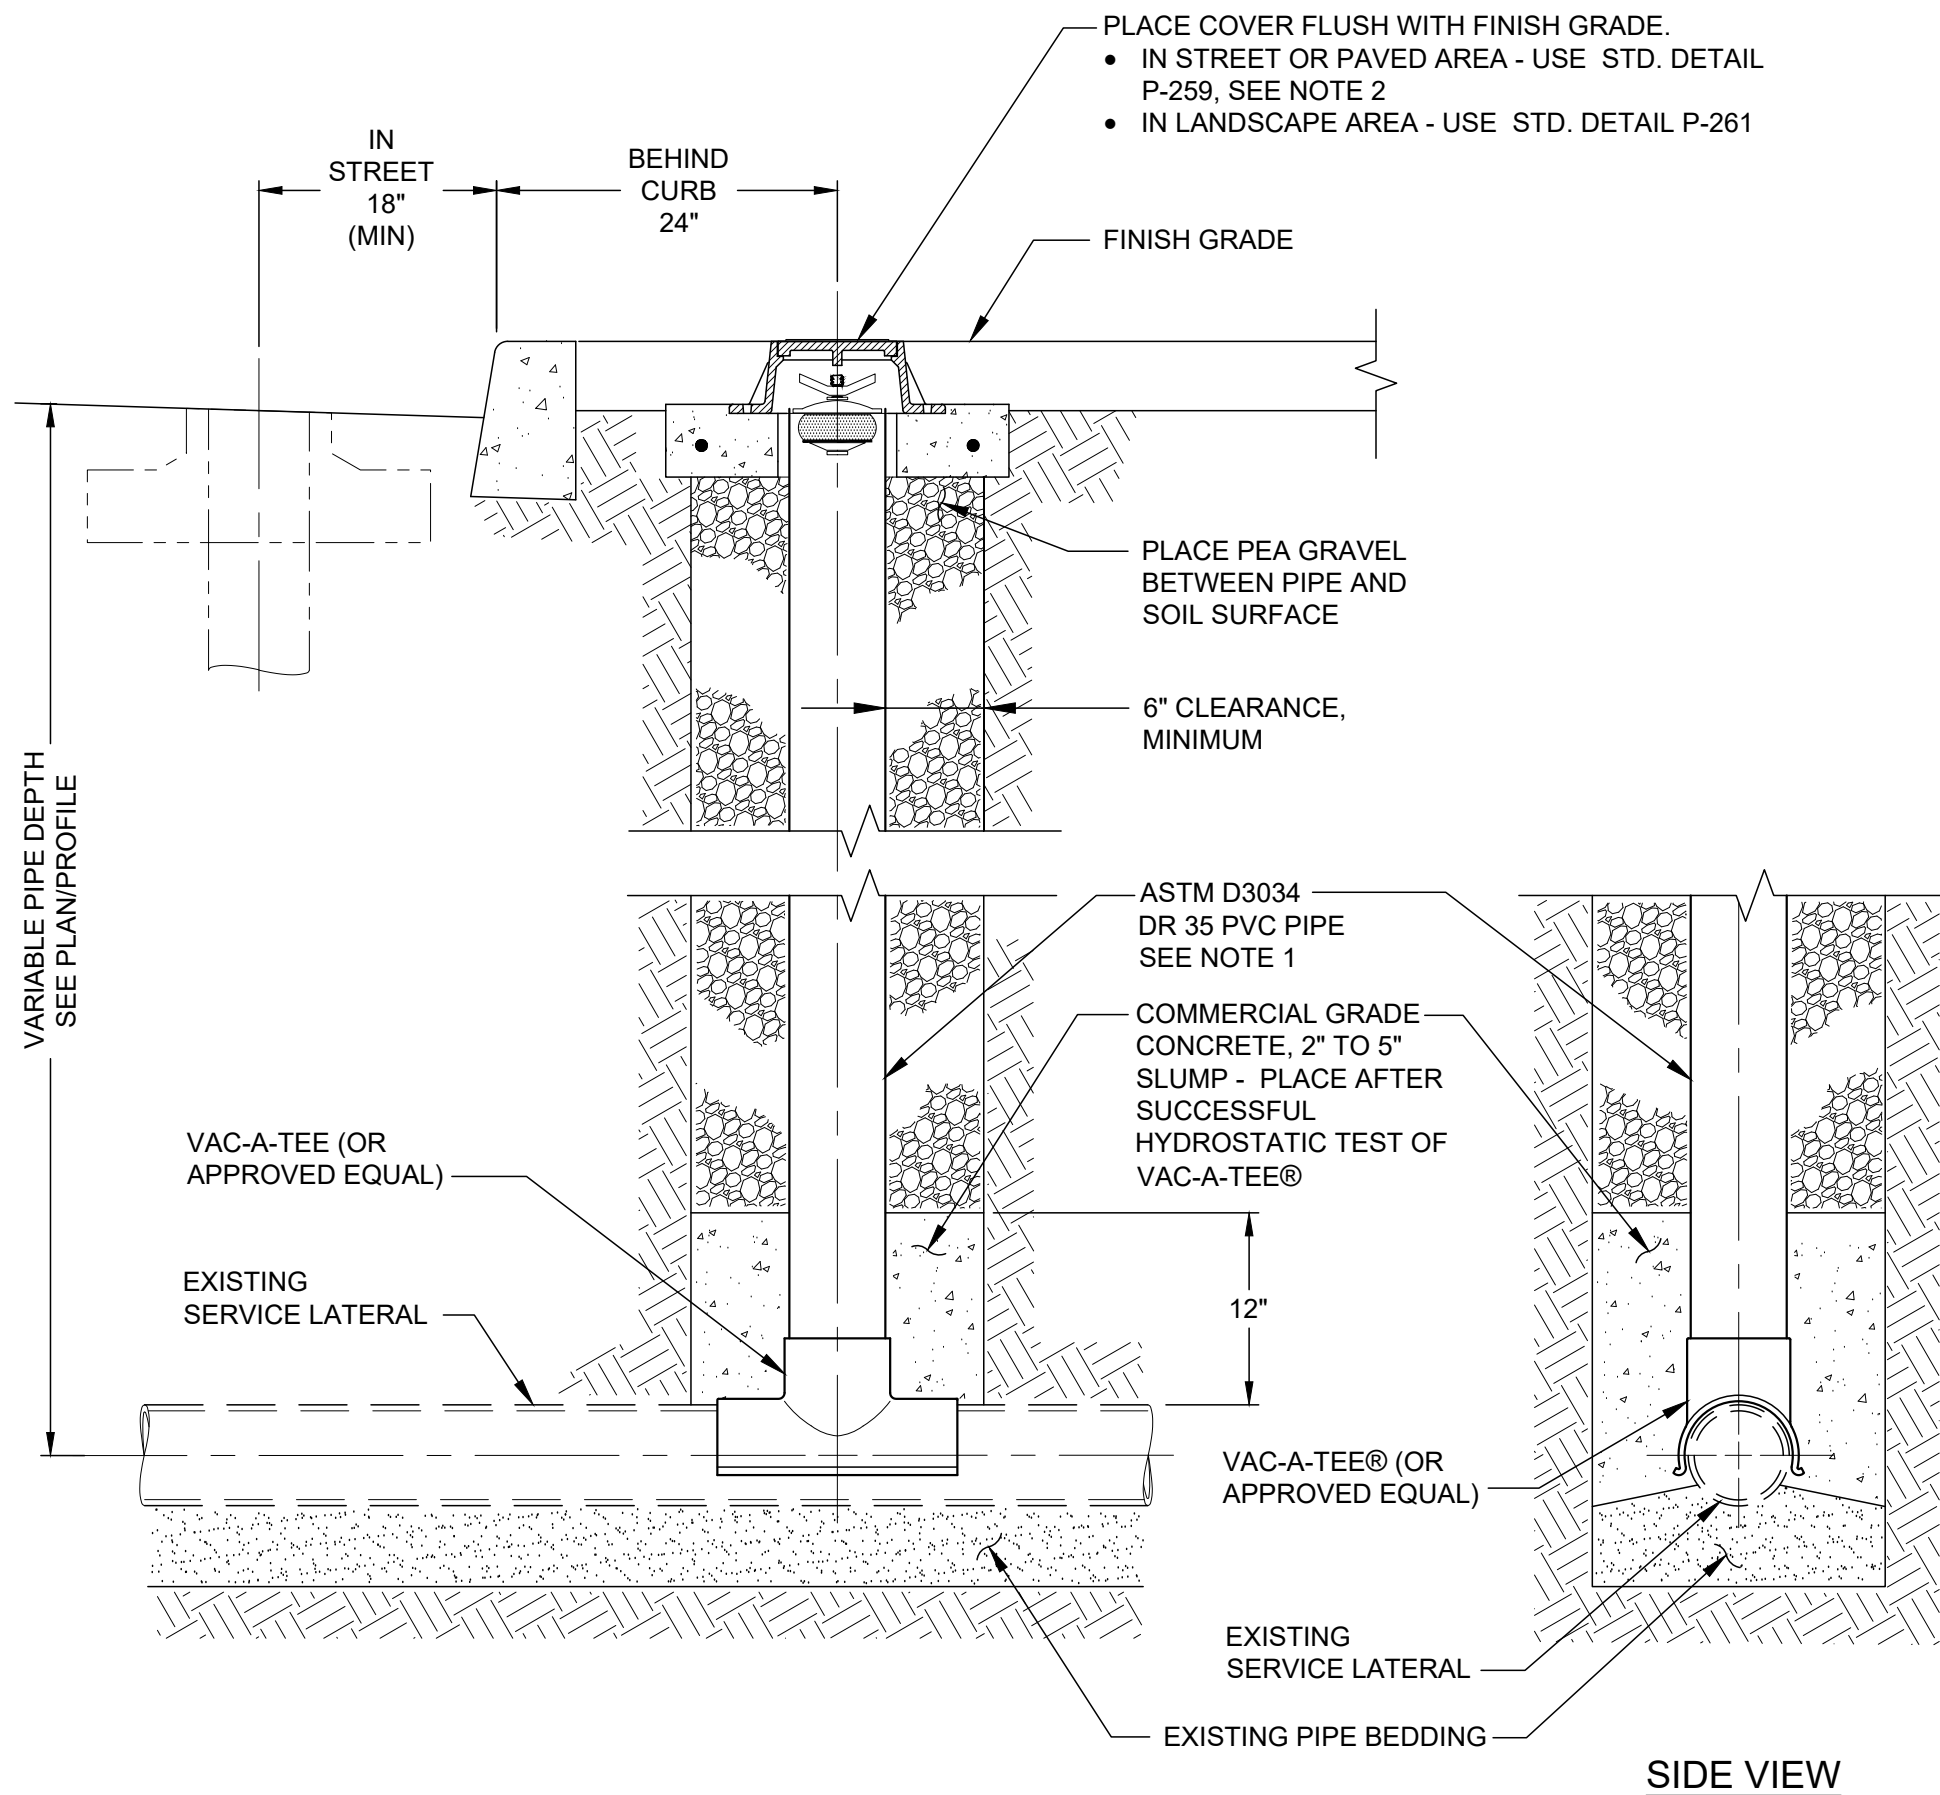 PLACE COVER FLUSH WITH FINISH GRADE.
• IN STREET OR PAVED AREA - USE STD. DETAIL
P-259, SEE NOTE 2
• IN LANDSCAPE AREA - USE STD. DETAIL P-261
IN
STREET
18"
(MIN)
BEHIND
CURB
24"
FINISH GRADE
PLACE PEA GRAVEL
BETWEEN PIPE AND
SOIL SURFACE
6" CLEARANCE,
MINIMUM
VARIABLE PIPE DEPTH
SEE PLAN/PROFILE
ASTM D3034
DR 35 PVC PIPE
SEE NOTE 1
COMMERCIAL GRADE
CONCRETE, 2" TO 5"
SLUMP - PLACE AFTER
SUCCESSFUL
HYDROSTATIC TEST OF
VAC-A-TEE®
VAC-A-TEE (OR
APPROVED EQUAL)
EXISTING
SERVICE LATERAL
12"
VAC-A-TEE® (OR
APPROVED EQUAL)
EXISTING
SERVICE LATERAL
EXISTING PIPE BEDDING
SIDE VIEW